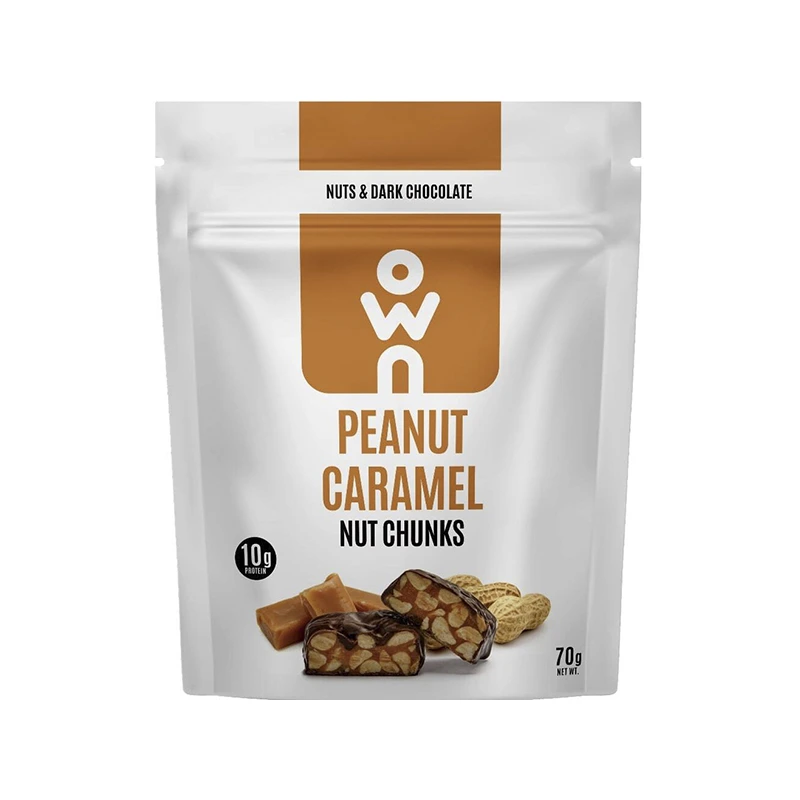 NUTS & DARK CHOCOLATE
OWN
PEANUT
CARAMEL
NUT CHUNKS
10g
PROTEIN
70g
NET WT.